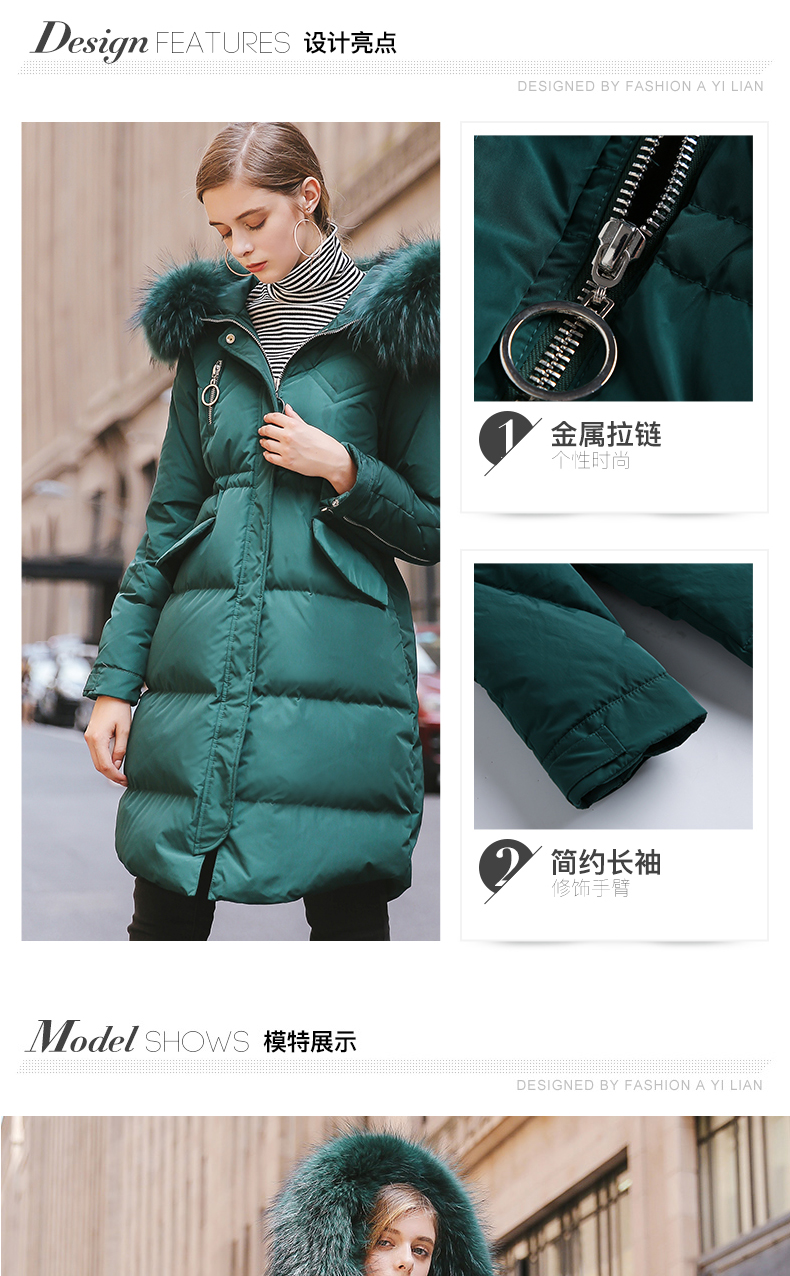 Design FEATURES 设计亮点
DESIGNED BY FASHION A YI LIAN
1 金属拉链
个性时尚
2 简约长袖
修饰手臂
Model SHOWS 模特展示
DESIGNED BY FASHION A YI LIAN